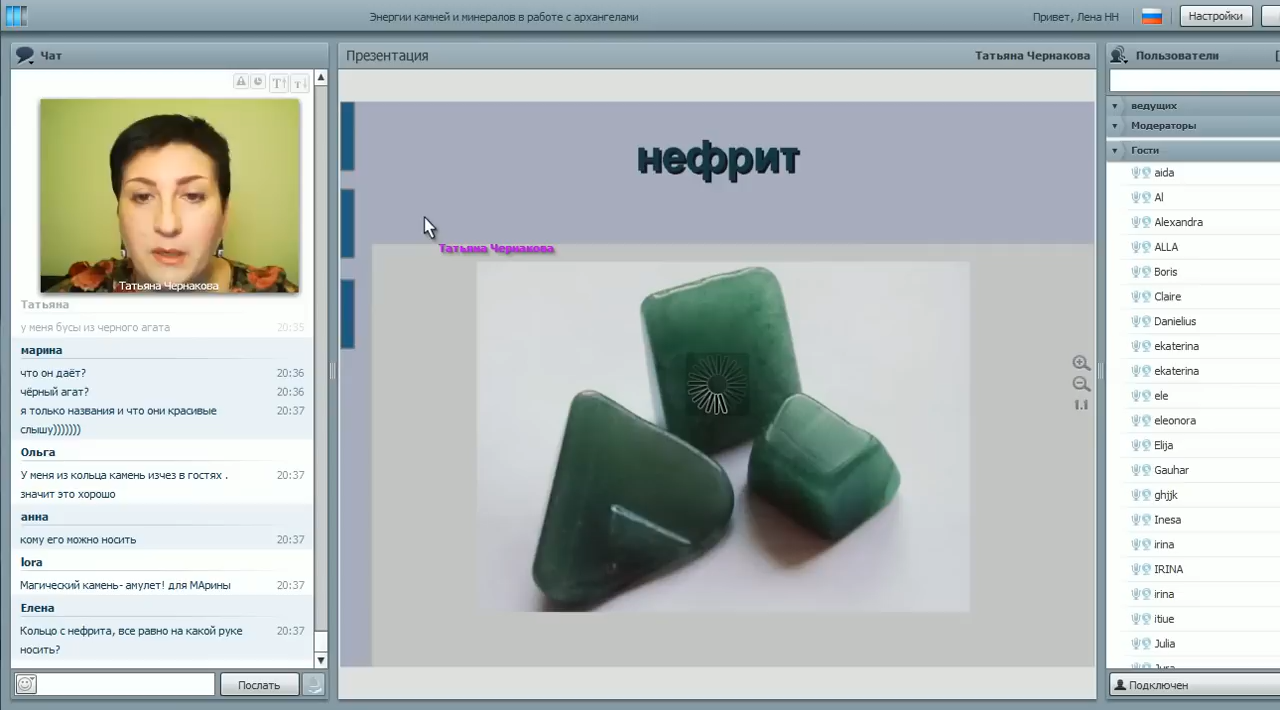 Энергии камней и минералов в работе с архангелами
Привет, Лена НН
Настройки
Чат
T↑
т↓
Татьяна Чернакова
Татьяна
у меня бусы из черного агата
20:35
марина
что он даёт?
20:36
чёрный агат?
20:36
я только названия и что они красивые
20:37
слышу)))))))
Ольга
У меня из кольца камень изчез в гостях .
20:37
значит это хорошо
анна
кому его можно носить
20:37
lora
Магический камень- амулет! для МАрины
20:37
Елена
Кольцо с нефрита, все равно на какой руке
20:37
носить?
Послать
Презентация
Татьяна Чернакова
нефрит
Татьяна Чернакова
1.1
Пользователи
ведущих
Модераторы
Гости
aida
Al
Alexandra
ALLA
Boris
Claire
Danielius
ekaterina
ekaterina
ele
eleonora
Elija
Gauhar
ghjjk
Inesa
irina
IRINA
irina
itiue
Julia
Подключен